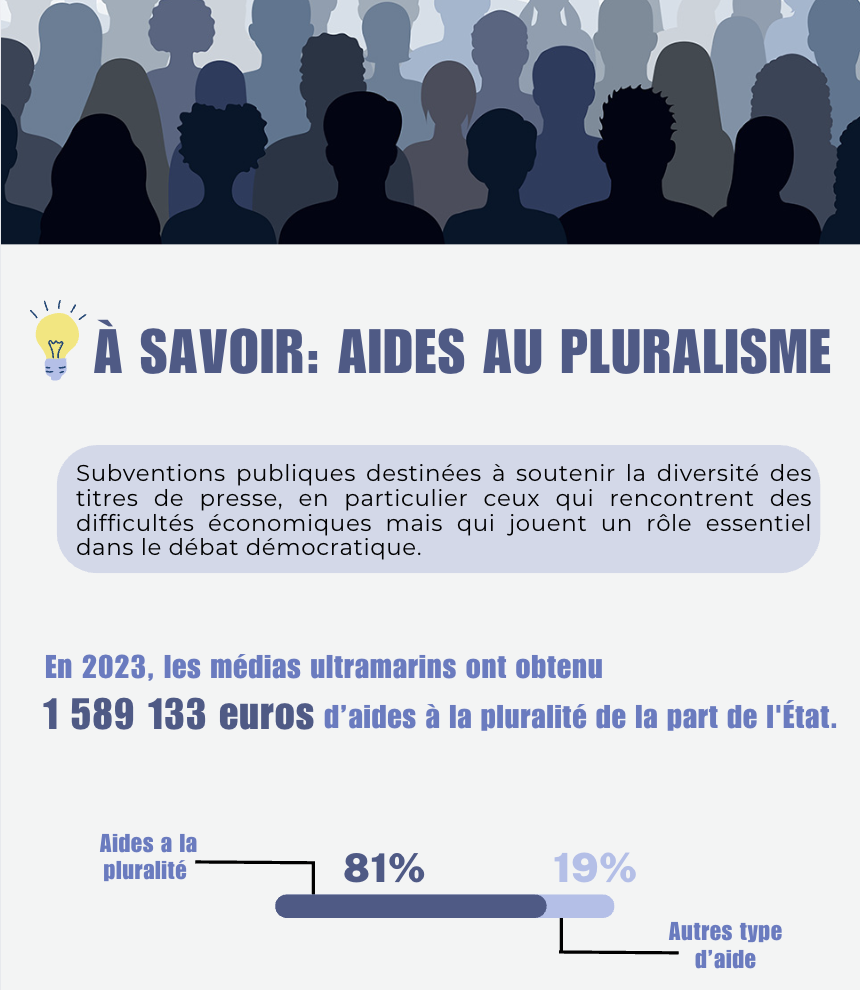 À SAVOIR: AIDES AU PLURALISME
Subventions publiques destinées à soutenir la diversité des
titres de presse, en particulier ceux qui rencontrent des
difficultés économiques mais qui jouent un rôle essentiel
dans le débat démocratique.
En 2023, les médias ultramarins ont obtenu
1 589 133 euros d’aides à la pluralité de la part de l'État.
Aides a la
pluralité
81%
19%
Autres type
d’aide